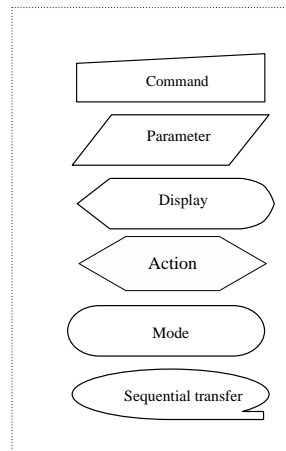 Command
Parameter
Display
Action
Mode
Sequential transfer